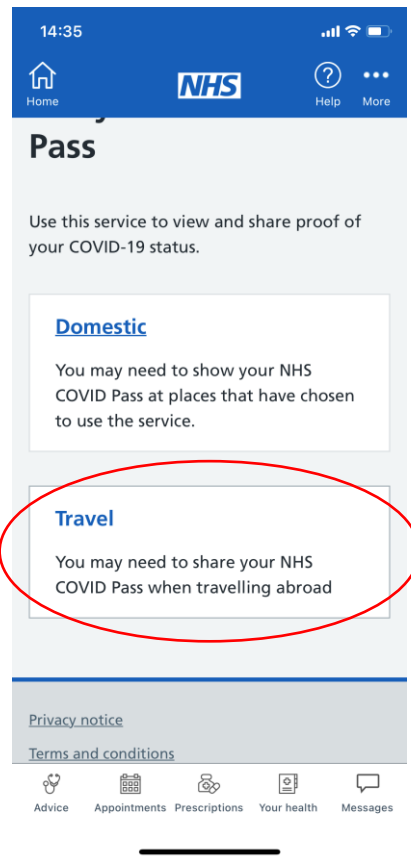 14:35
NHS
Home
Help
More
Pass
Use this service to view and share proof of
your COVID-19 status.
Domestic
You may need to show your NHS
COVID Pass at places that have chosen
to use the service.
Travel
You may need to share your NHS
COVID Pass when travelling abroad
Privacy notice
Terms and conditions
Advice
Appointments
Prescriptions
Your health
Messages